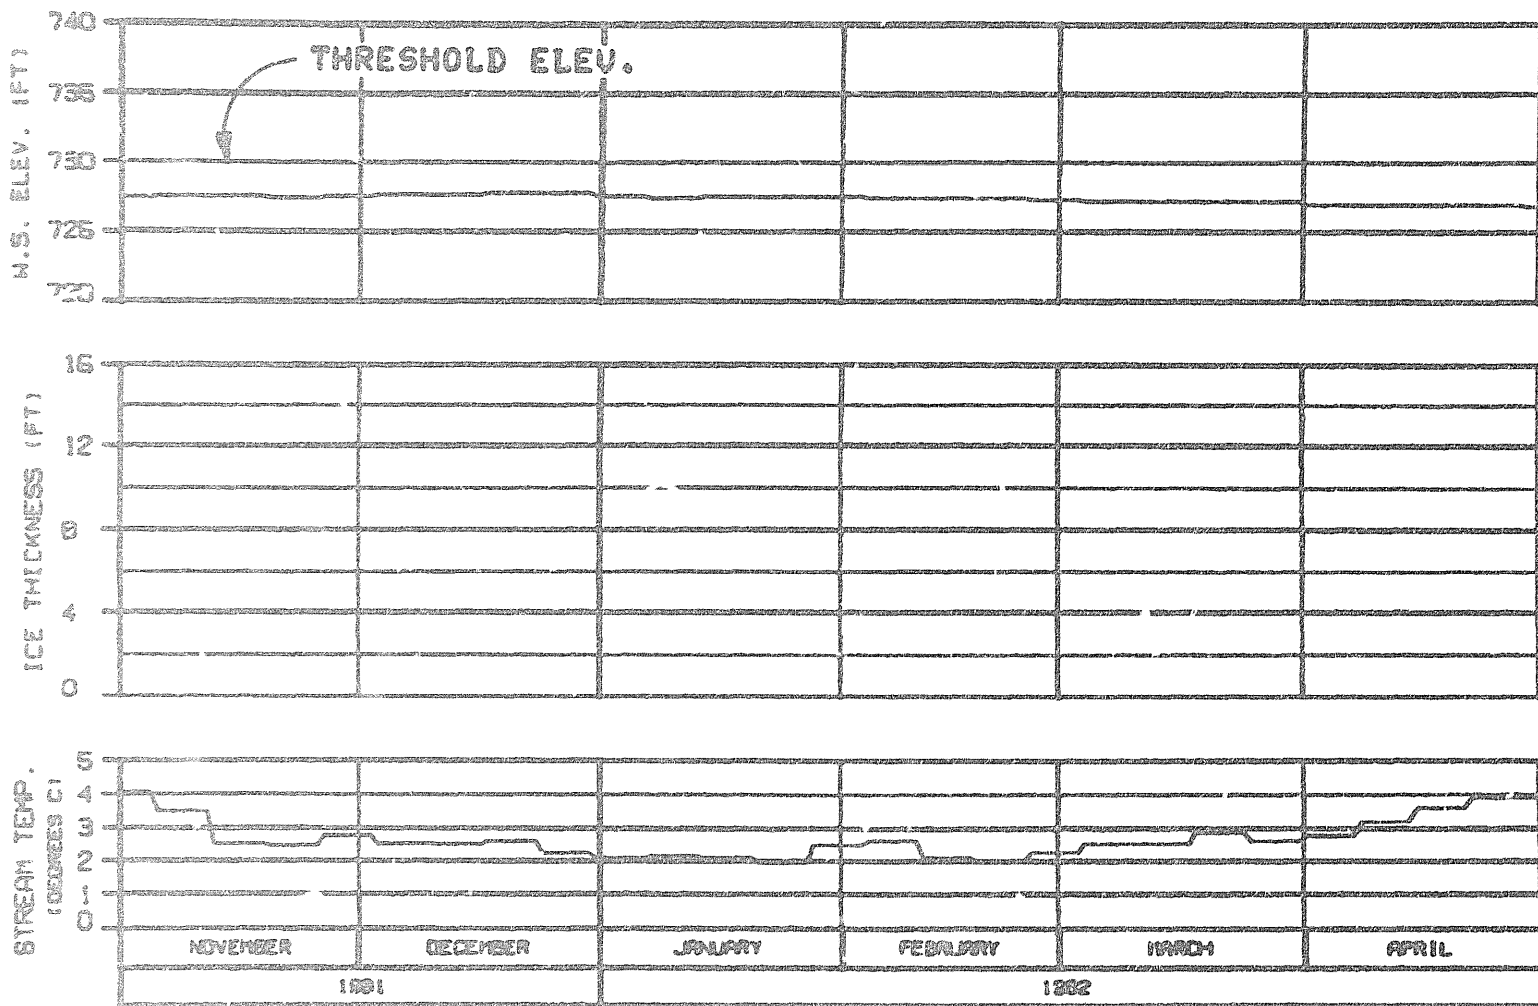 W.S. ELEV. (FT)
740
735
730
725
720
THRESHOLD ELEV.
ICE THICKNESS (FT)
16
12
8
4
0
STREAM TEMP.
(DEGREES C)
5
4
3
2
1
0
NOVEMBER DECEMBER JANUARY FEBRUARY MARCH APRIL
1981 1982